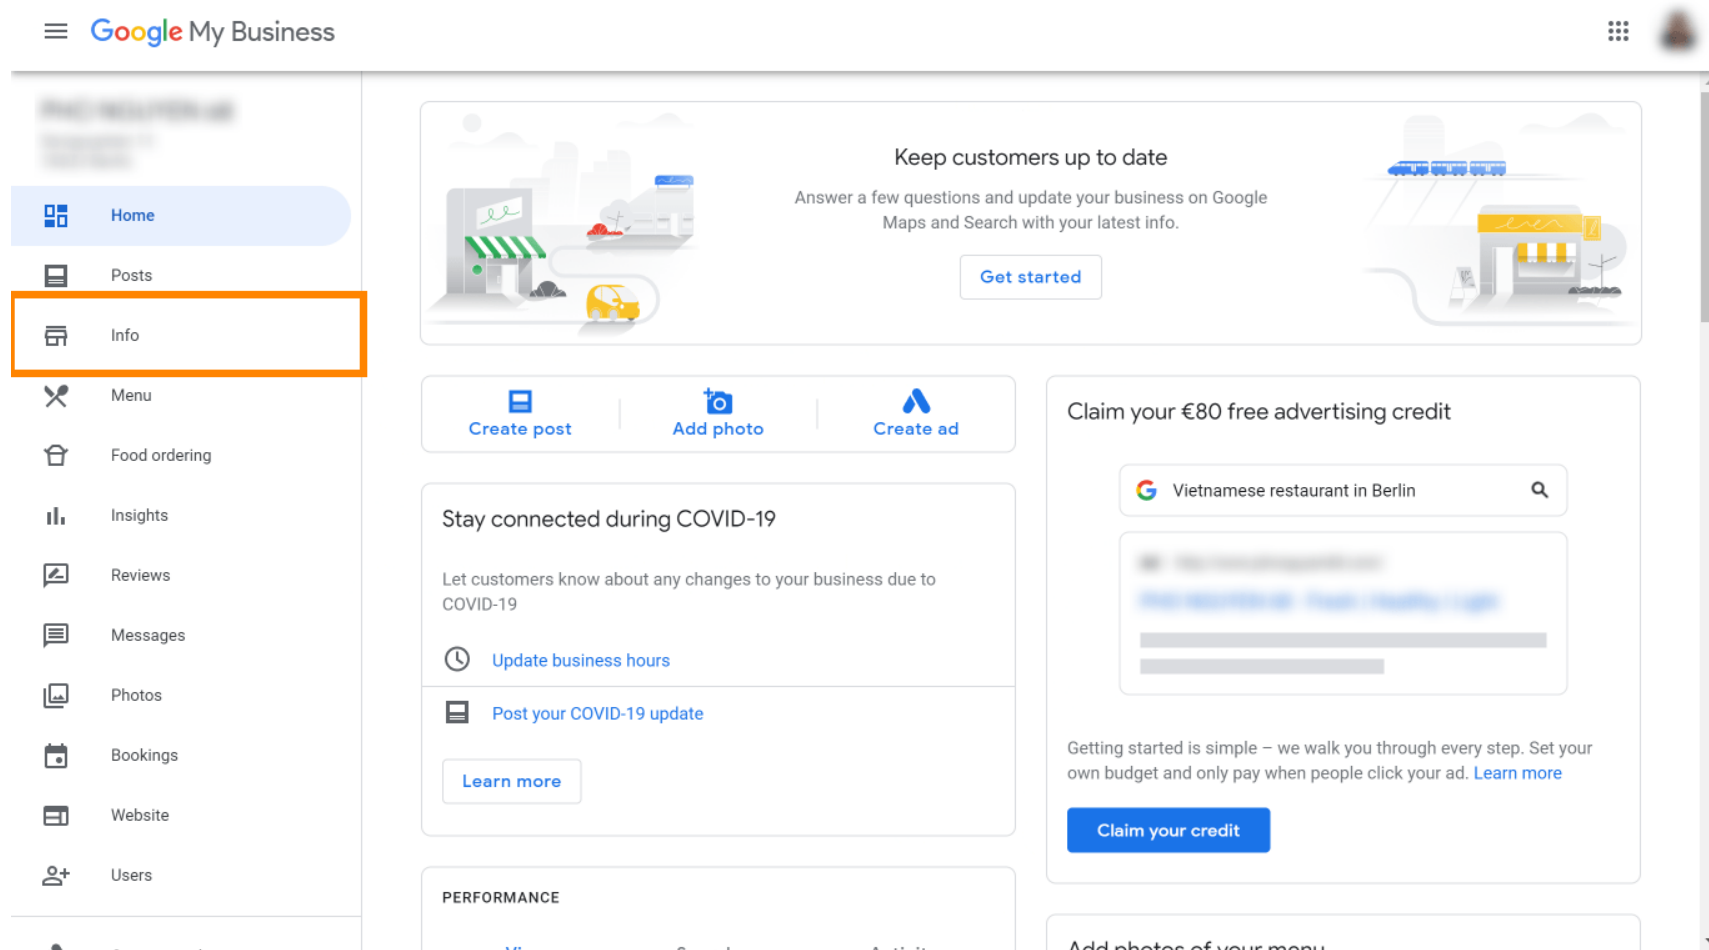 Google My Business
Home
Posts
Info
Menu
Food ordering
Insights
Reviews
Messages
Photos
Bookings
Website
Users
Keep customers up to date
Answer a few questions and update your business on Google
Maps and Search with your latest info.
Get started
Create post
Add photo
Create ad
Stay connected during COVID-19
Let customers know about any changes to your business due to
COVID-19
Update business hours
Post your COVID-19 update
Learn more
PERFORMANCE
Claim your €80 free advertising credit
Vietnamese restaurant in Berlin
Getting started is simple – we walk you through every step. Set your
own budget and only pay when people click your ad. Learn more
Claim your credit
Add photos of your menu